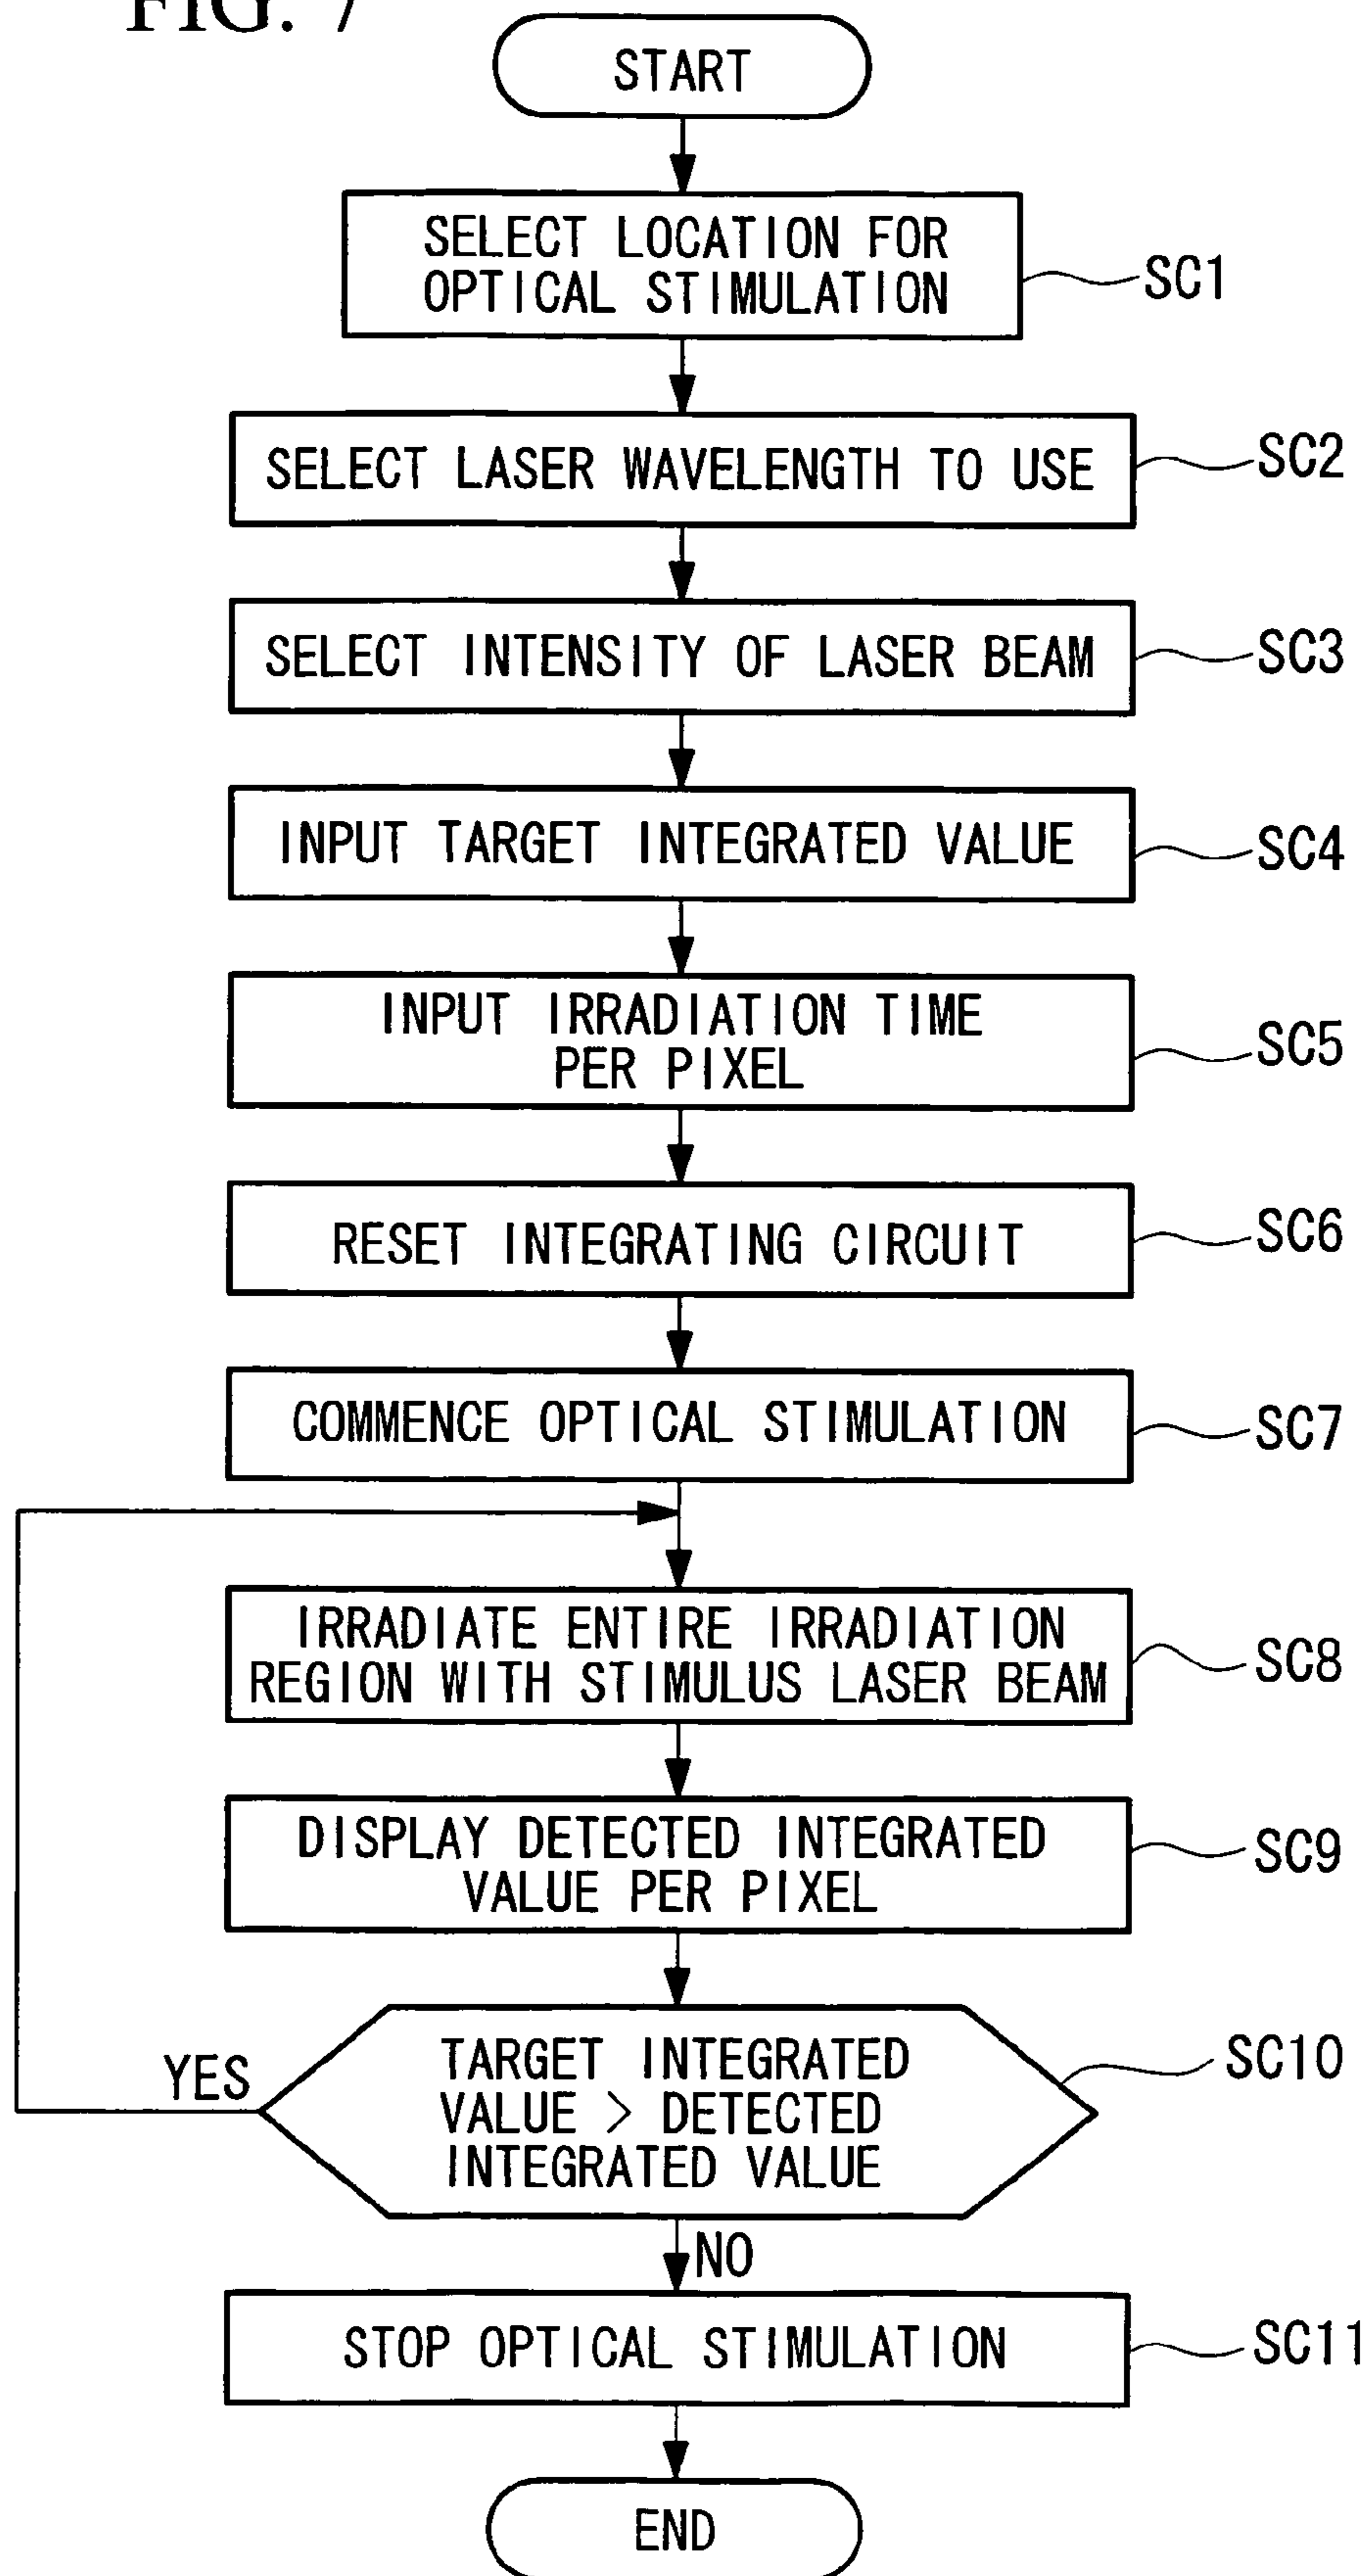 FIG. 7
START
SELECT LOCATION FOR
OPTICAL STIMULATION
SC1
SELECT LASER WAVELENGTH TO USE
SC2
SELECT INTENSITY OF LASER BEAM
SC3
INPUT TARGET INTEGRATED VALUE
SC4
INPUT IRRADIATION TIME
PER PIXEL
SC5
RESET INTEGRATING CIRCUIT
SC6
COMMENCE OPTICAL STIMULATION
SC7
IRRADIATE ENTIRE IRRADIATION
REGION WITH STIMULUS LASER BEAM
SC8
DISPLAY DETECTED INTEGRATED
VALUE PER PIXEL
SC9
TARGET INTEGRATED
VALUE > DETECTED
INTEGRATED VALUE
SC10
YES
NO
STOP OPTICAL STIMULATION
SC11
END